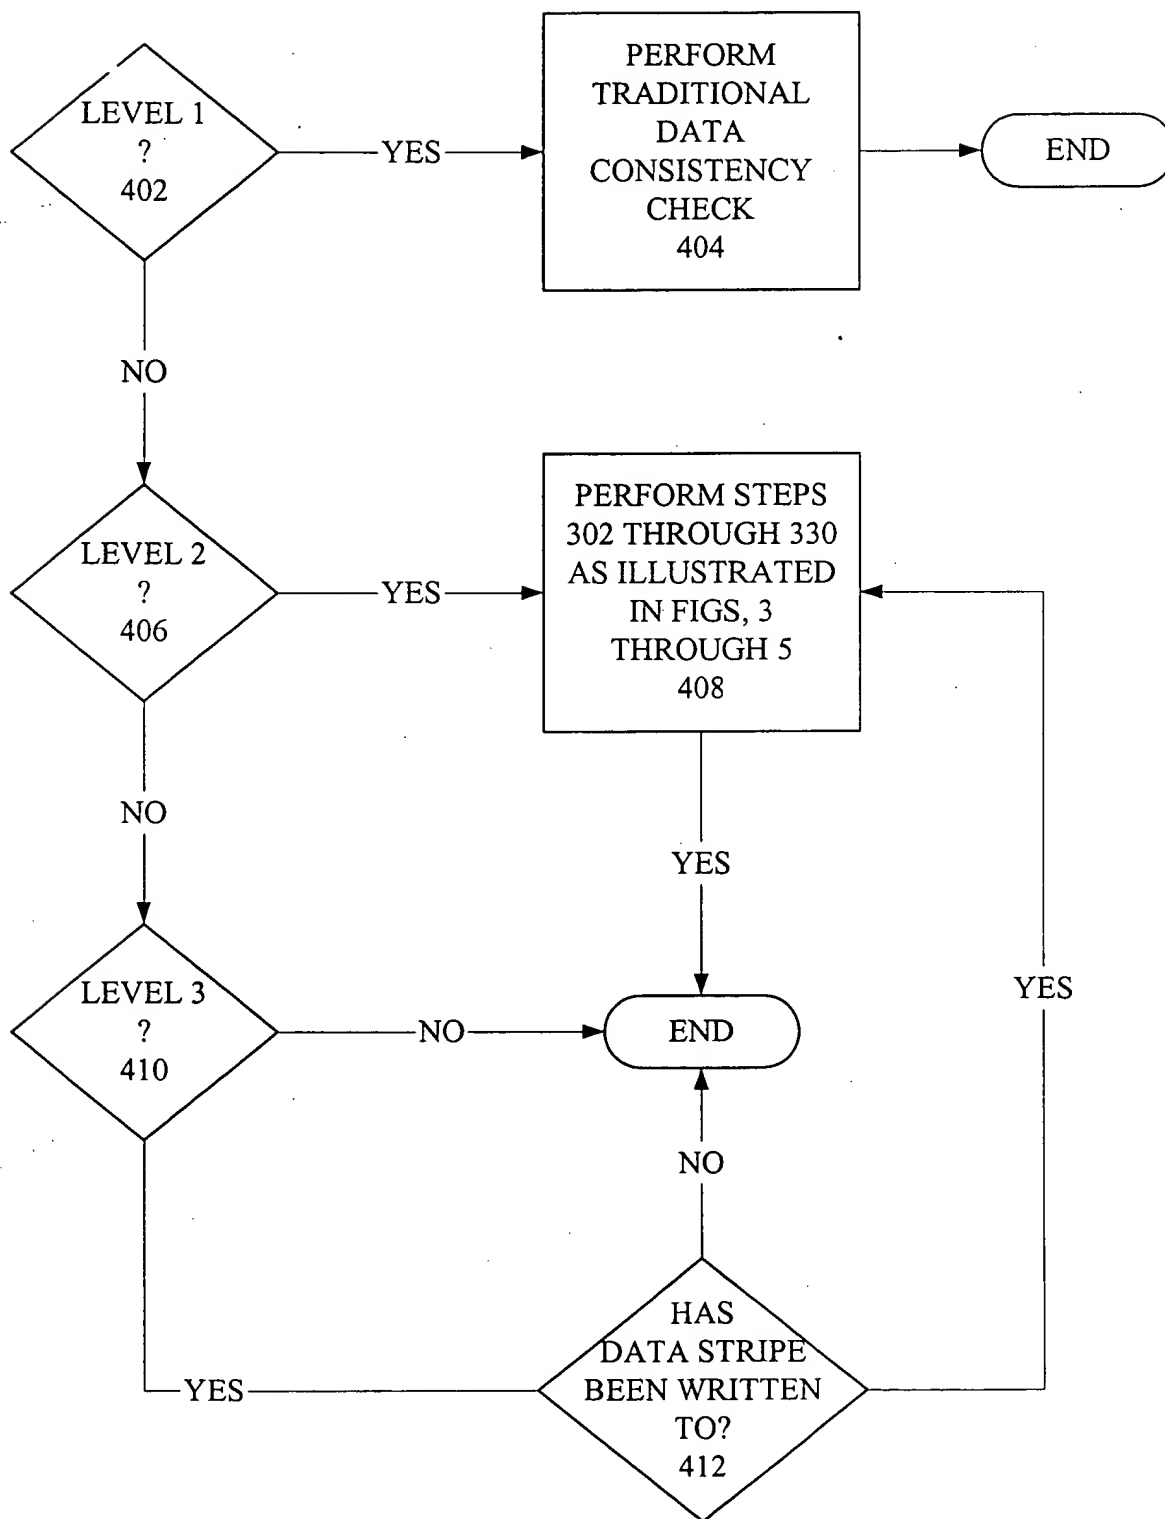 LEVEL 1
?
402
YES
PERFORM
TRADITIONAL
DATA
CONSISTENCY
CHECK
404
END
NO
LEVEL 2
?
406
YES
PERFORM STEPS
302 THROUGH 330
AS ILLUSTRATED
IN FIGS, 3
THROUGH 5
408
NO
YES
LEVEL 3
?
410
NO
END
YES
NO
YES
HAS
DATA STRIPE
BEEN WRITTEN
TO?
412